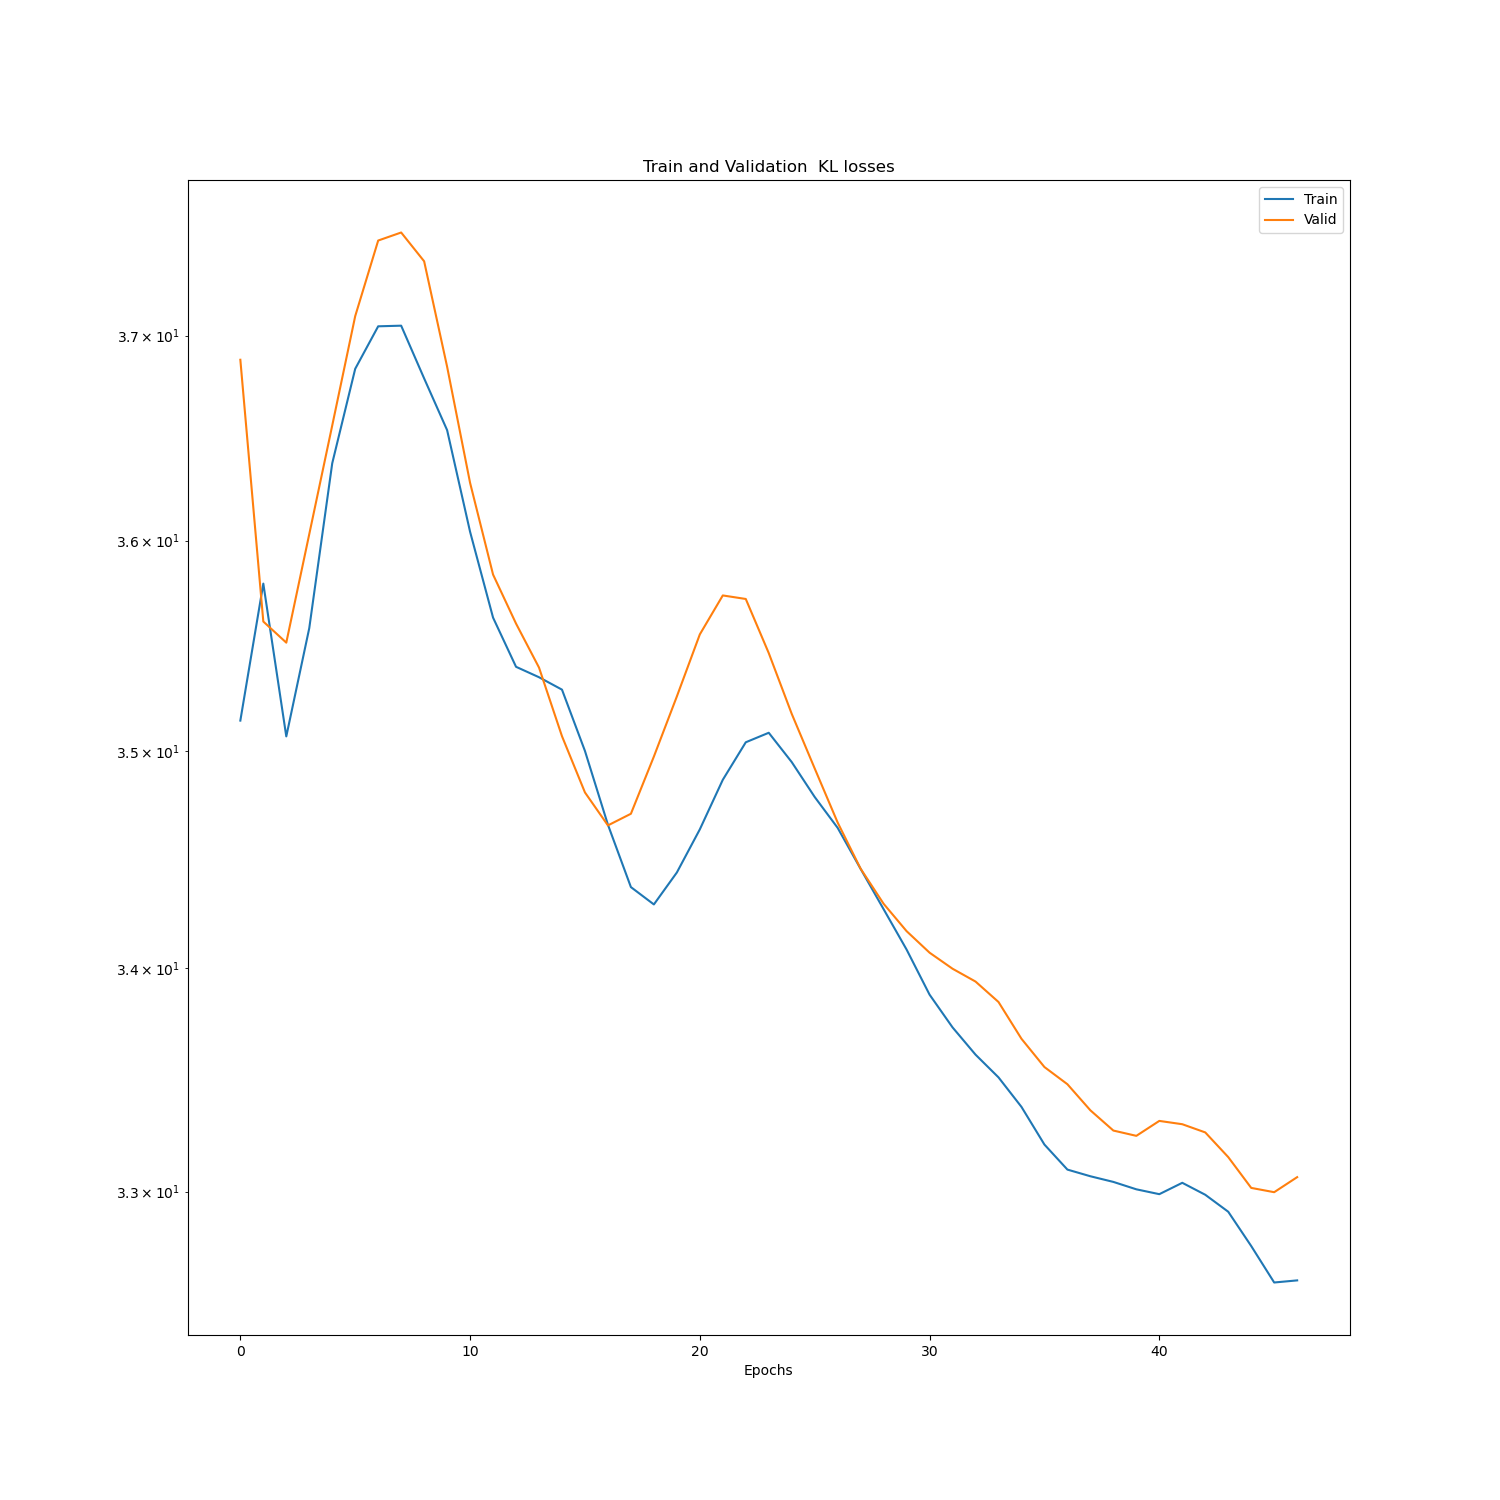 Train and Validation  KL losses
Train
Valid
3.7 × 10¹
3.6 × 10¹
3.5 × 10¹
3.4 × 10¹
3.3 × 10¹
0 10 20 30 40
Epochs